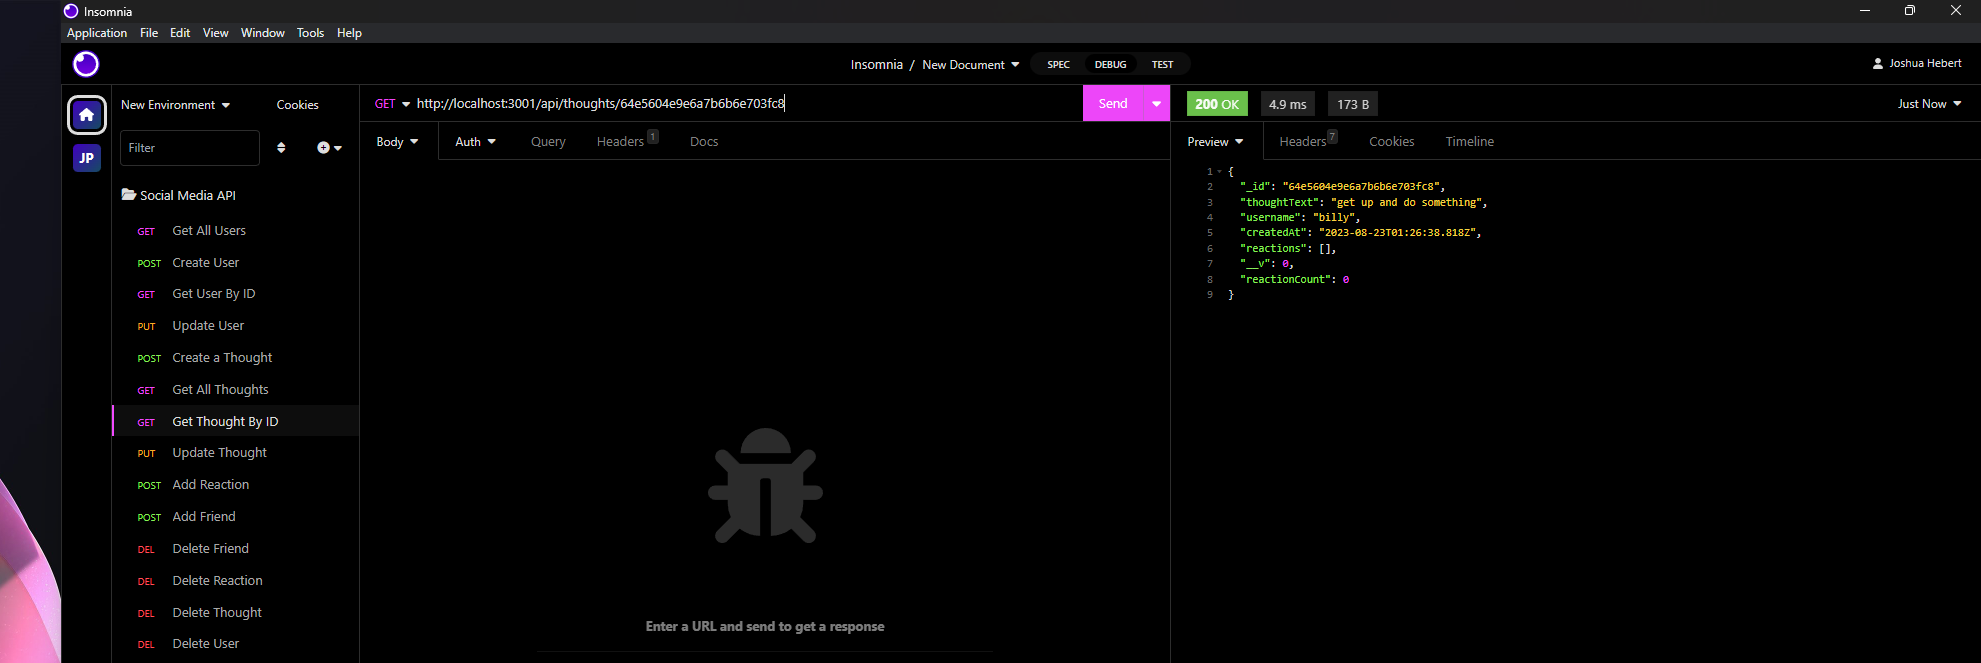 Insomnia
Application File Edit View Window Tools Help
Insomnia / New Document SPEC DEBUG TEST Joshua Hebert
New Environment Cookies
GET http://localhost:3001/api/thoughts/64e5604e9e6a7b6b6e703fc8 Send 200 OK 4.9 ms 173 B Just Now
JP
Filter
Body Auth Query Headers 1 Docs
Preview Headers 7 Cookies Timeline
Social Media API
GET Get All Users
POST Create User
GET Get User By ID
PUT Update User
POST Create a Thought
GET Get All Thoughts
GET Get Thought By ID
PUT Update Thought
POST Add Reaction
POST Add Friend
DEL Delete Friend
DEL Delete Reaction
DEL Delete Thought
DEL Delete User
Enter a URL and send to get a response
1 {
2 "_id": "64e5604e9e6a7b6b6e703fc8",
3 "thoughtText": "get up and do something",
4 "username": "billy",
5 "createdAt": "2023-08-23T01:26:38.818Z",
6 "reactions": [],
7 "__v": 0,
8 "reactionCount": 0
9 }